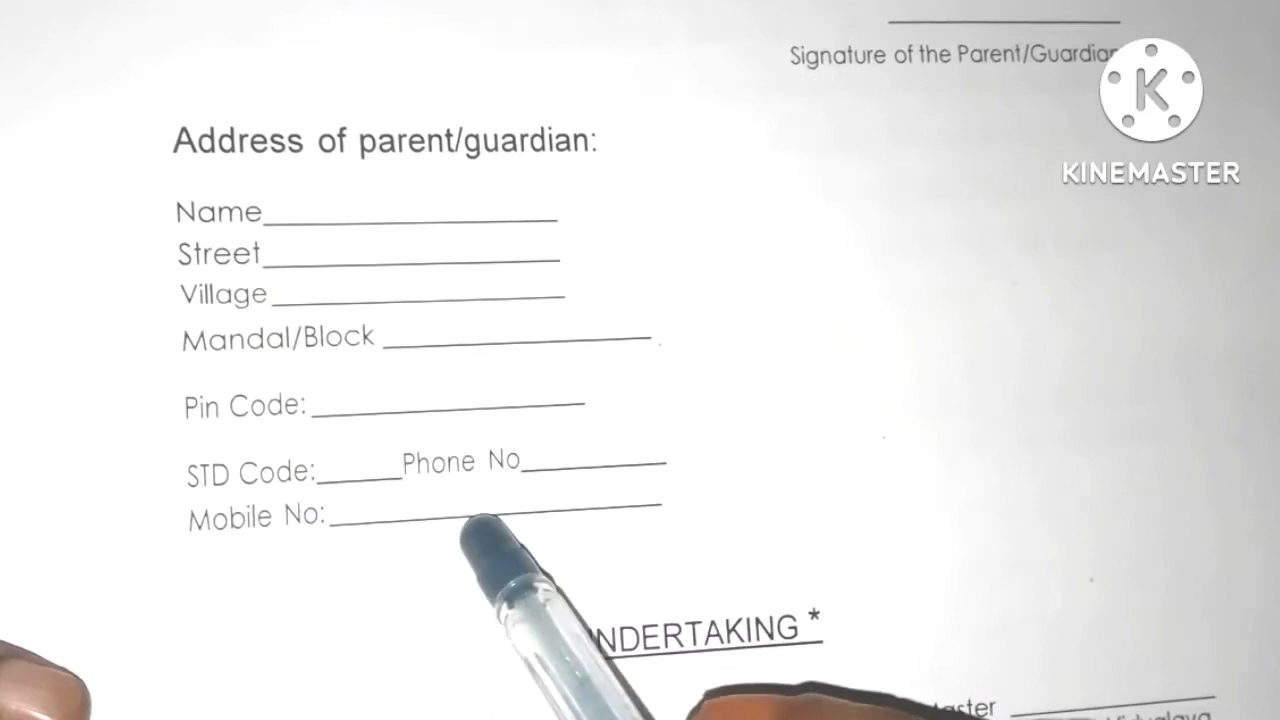 Signature of the Parent/Guardian
K
KINEMASTER
Address of parent/guardian:
Name
Street
Village
Mandal/Block
Pin Code:
STD Code: Phone No
Mobile No:
NDERTAKING *